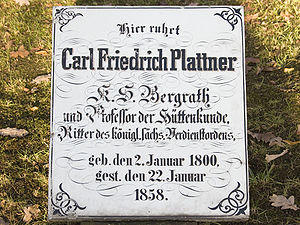 Hier ruhrt
Carl Friedrich Plattner
K. S. Bergrath
und Professor der Hüttenkunde,
Ritter des königl. sächs. Verdienstordens,
geb. den 2. Januar 1800,
gest. den 22. Januar
1858.